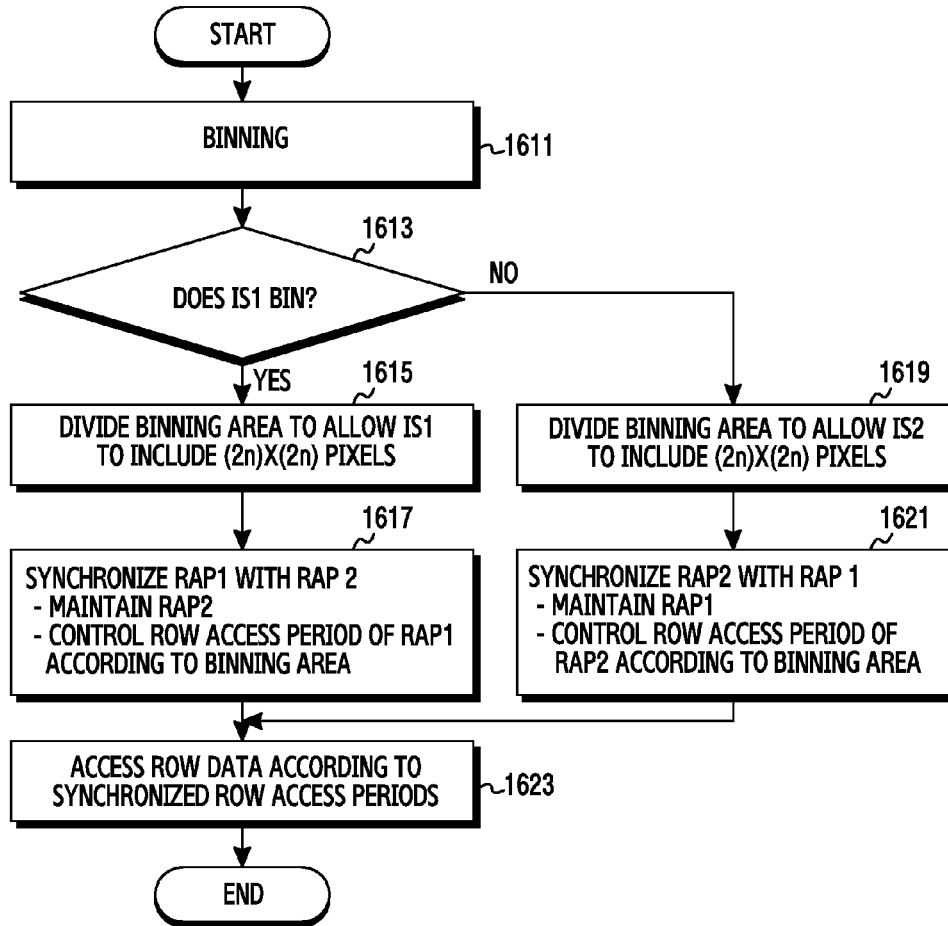 START
BINNING
1611
1613
DOES IS1 BIN?
NO
YES
1615
DIVIDE BINNING AREA TO ALLOW IS1
TO INCLUDE (2n)X(2n) PIXELS
1619
DIVIDE BINNING AREA TO ALLOW IS2
TO INCLUDE (2n)X(2n) PIXELS
1617
SYNCHRONIZE RAP1 WITH RAP 2
- MAINTAIN RAP2
- CONTROL ROW ACCESS PERIOD OF RAP1
ACCORDING TO BINNING AREA
1621
SYNCHRONIZE RAP2 WITH RAP 1
- MAINTAIN RAP1
- CONTROL ROW ACCESS PERIOD OF
RAP2 ACCORDING TO BINNING AREA
ACCESS ROW DATA ACCORDING TO
SYNCHRONIZED ROW ACCESS PERIODS
1623
END